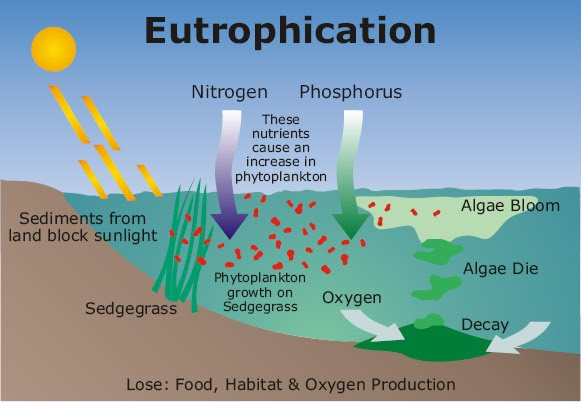 Eutrophication
Nitrogen
Phosphorus
These
nutrients
cause an
increase in
phytoplankton
Sediments from
land block sunlight
Algae Bloom
Algae Die
Phytoplankton
growth on
Sedgegrass
Oxygen
Sedgegrass
Decay
Lose: Food, Habitat & Oxygen Production